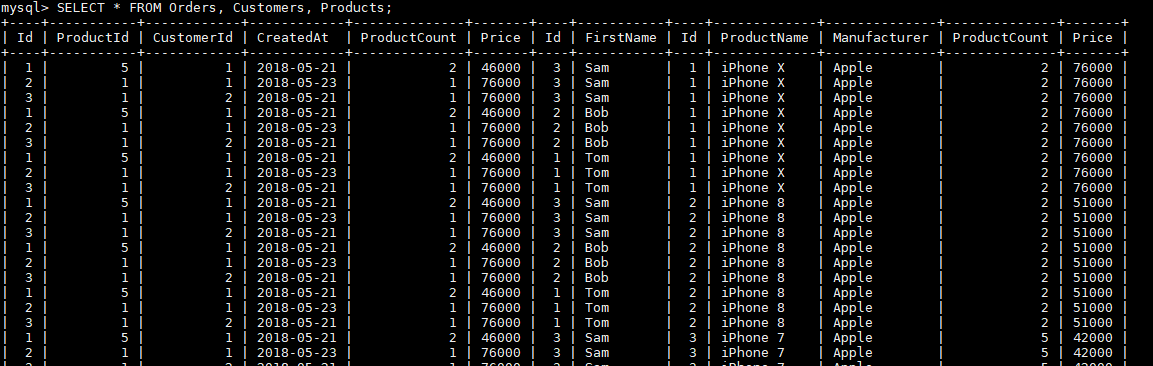 mysql> SELECT * FROM Orders, Customers, Products;
+----+-----------+------------+------------+--------------+-------+----+-----------+----+-------------+--------------+--------------+-------+
| Id | ProductId | CustomerId | CreatedAt | ProductCount | Price | Id | FirstName | Id | ProductName | Manufacturer | ProductCount | Price |
+----+-----------+------------+------------+--------------+-------+----+-----------+----+-------------+--------------+--------------+-------+
| 1 | 5 | 1 | 2018-05-21 | 2 | 46000 | 3 | Sam | 1 | iPhone X | Apple | 2 | 76000 |
| 2 | 1 | 1 | 2018-05-23 | 1 | 76000 | 3 | Sam | 1 | iPhone X | Apple | 2 | 76000 |
| 3 | 1 | 2 | 2018-05-21 | 1 | 76000 | 3 | Sam | 1 | iPhone X | Apple | 2 | 76000 |
| 1 | 5 | 1 | 2018-05-21 | 2 | 46000 | 2 | Bob | 1 | iPhone X | Apple | 2 | 76000 |
| 2 | 1 | 1 | 2018-05-23 | 1 | 76000 | 2 | Bob | 1 | iPhone X | Apple | 2 | 76000 |
| 3 | 1 | 2 | 2018-05-21 | 1 | 76000 | 2 | Bob | 1 | iPhone X | Apple | 2 | 76000 |
| 1 | 5 | 1 | 2018-05-21 | 2 | 46000 | 1 | Tom | 1 | iPhone X | Apple | 2 | 76000 |
| 2 | 1 | 1 | 2018-05-23 | 1 | 76000 | 1 | Tom | 1 | iPhone X | Apple | 2 | 76000 |
| 3 | 1 | 2 | 2018-05-21 | 1 | 76000 | 1 | Tom | 1 | iPhone X | Apple | 2 | 76000 |
| 1 | 5 | 1 | 2018-05-21 | 2 | 46000 | 3 | Sam | 2 | iPhone 8 | Apple | 2 | 51000 |
| 2 | 1 | 1 | 2018-05-23 | 1 | 76000 | 3 | Sam | 2 | iPhone 8 | Apple | 2 | 51000 |
| 3 | 1 | 2 | 2018-05-21 | 1 | 76000 | 3 | Sam | 2 | iPhone 8 | Apple | 2 | 51000 |
| 1 | 5 | 1 | 2018-05-21 | 2 | 46000 | 2 | Bob | 2 | iPhone 8 | Apple | 2 | 51000 |
| 2 | 1 | 1 | 2018-05-23 | 1 | 76000 | 2 | Bob | 2 | iPhone 8 | Apple | 2 | 51000 |
| 3 | 1 | 2 | 2018-05-21 | 1 | 76000 | 2 | Bob | 2 | iPhone 8 | Apple | 2 | 51000 |
| 1 | 5 | 1 | 2018-05-21 | 2 | 46000 | 1 | Tom | 2 | iPhone 8 | Apple | 2 | 51000 |
| 2 | 1 | 1 | 2018-05-23 | 1 | 76000 | 1 | Tom | 2 | iPhone 8 | Apple | 2 | 51000 |
| 3 | 1 | 2 | 2018-05-21 | 1 | 76000 | 1 | Tom | 2 | iPhone 8 | Apple | 2 | 51000 |
| 1 | 5 | 1 | 2018-05-21 | 2 | 46000 | 3 | Sam | 3 | iPhone 7 | Apple | 5 | 42000 |
| 2 | 1 | 1 | 2018-05-23 | 1 | 76000 | 3 | Sam | 3 | iPhone 7 | Apple | 5 | 42000 |